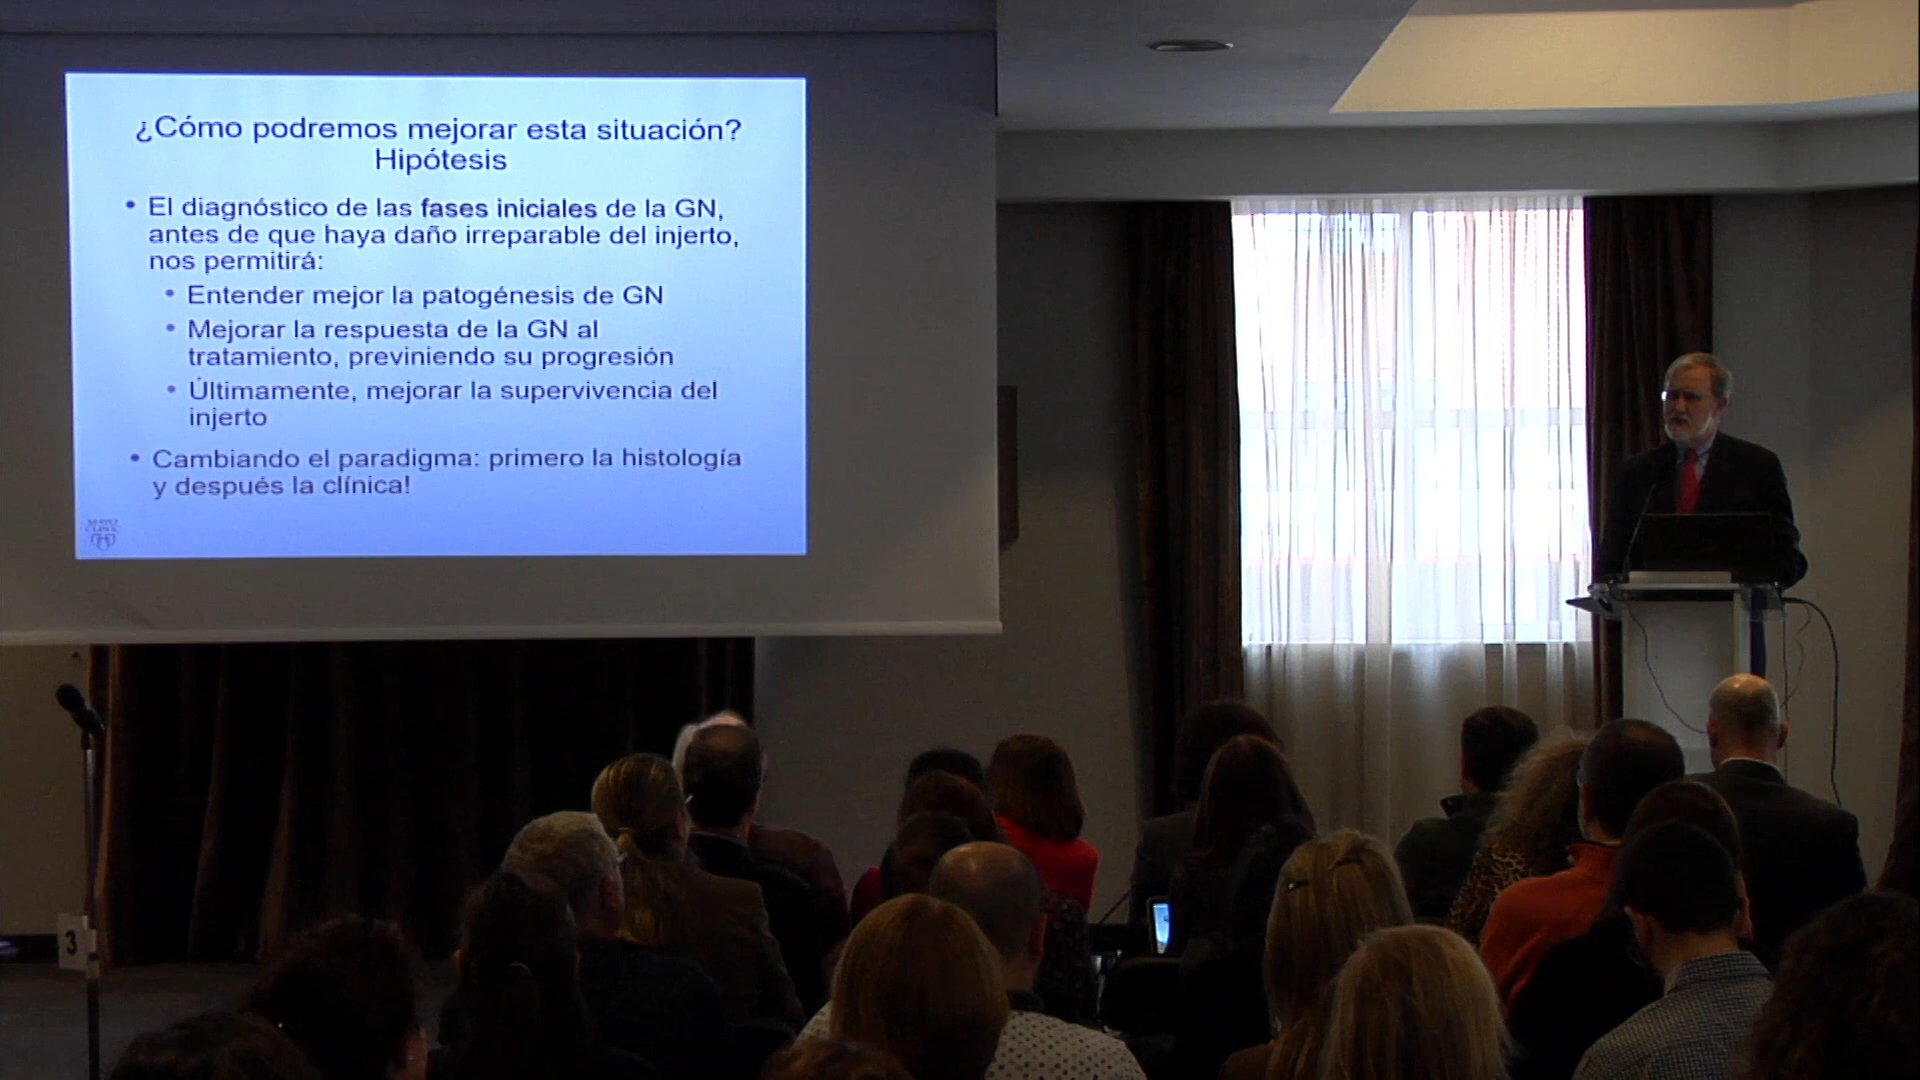 ¿Cómo podremos mejorar esta situación?
Hipótesis
• El diagnóstico de las fases iniciales de la GN,
antes de que haya daño irreparable del injerto,
nos permitirá:
• Entender mejor la patogénesis de GN
• Mejorar la respuesta de la GN al
tratamiento, previniendo su progresión
• Últimamente, mejorar la supervivencia del
injerto
• Cambiando el paradigma: primero la histología
y después la clínica!
MAYO
CLINIC
3